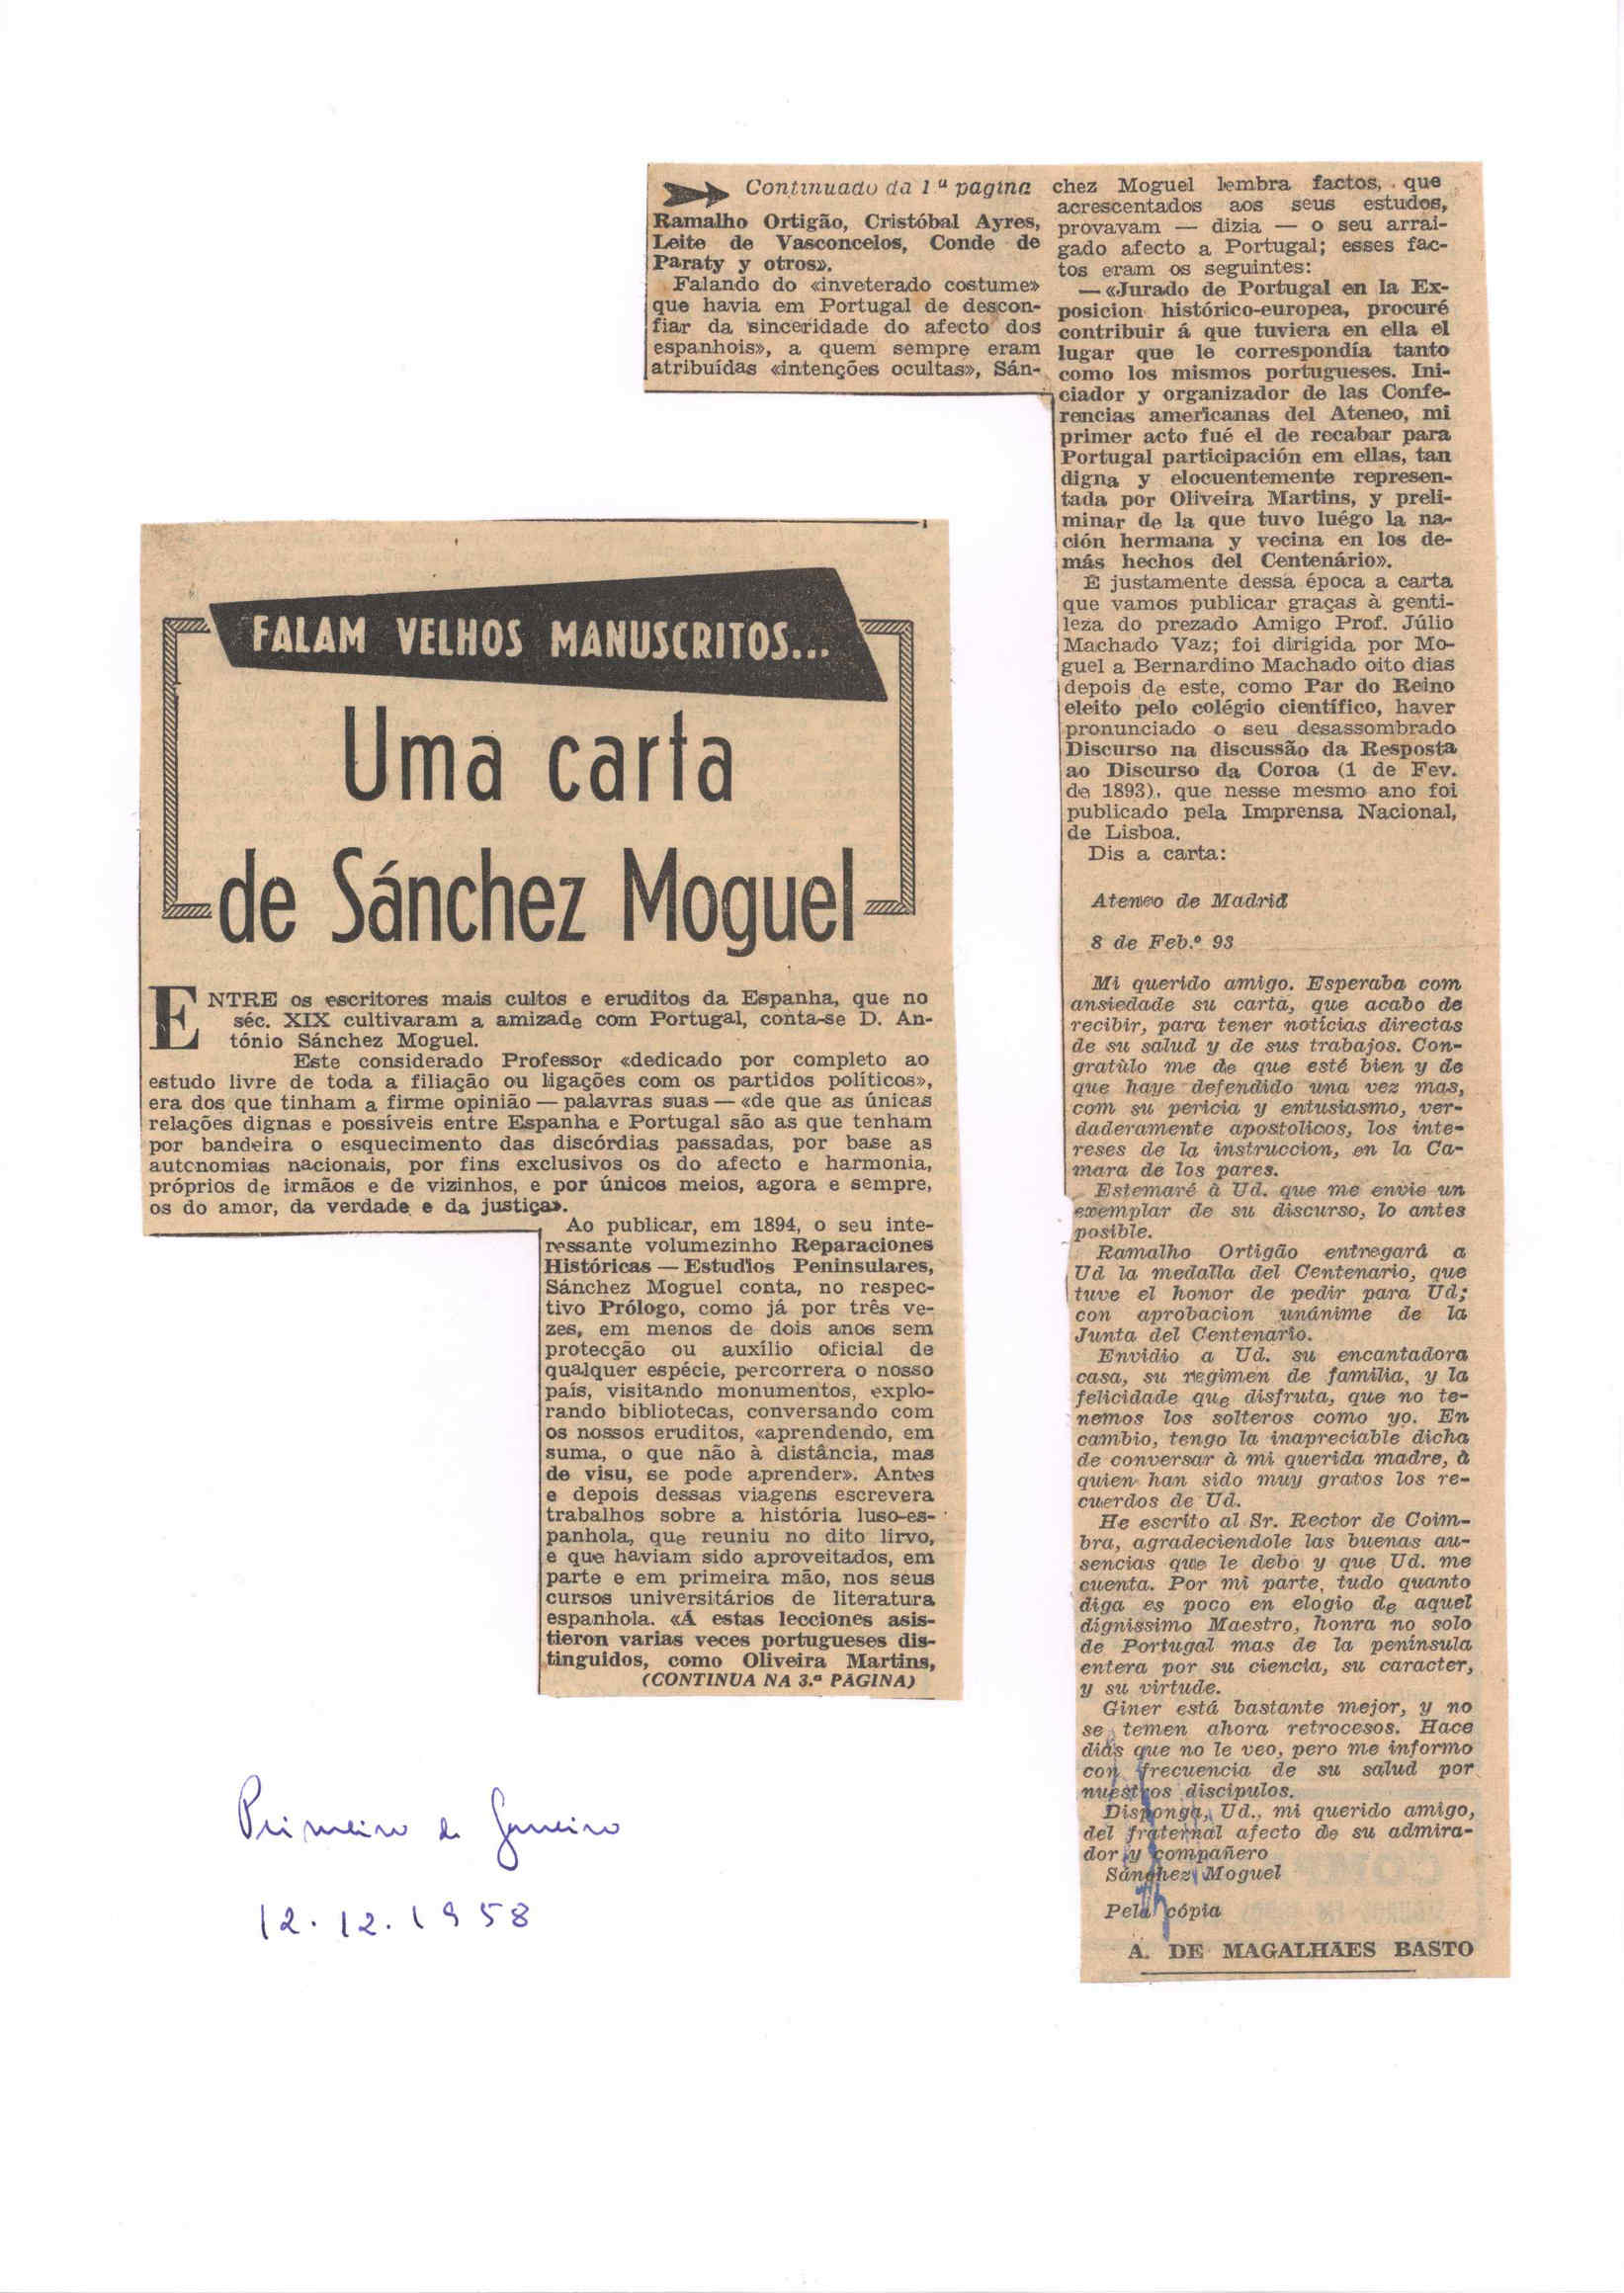 FALAM VELHOS MANUSCRITOS...
Uma carta
de Sánchez Moguel
ENTRE os escritores mais cultos e eruditos da Espanha, que no
séc. XIX cultivaram a amizade com Portugal, conta-se D. An-
tónio Sánchez Moguel.
Este considerado Professor «dedicado por completo ao
estudo livre de toda a filiação ou ligações com os partidos políticos»,
era dos que tinham a firme opinião — palavras suas — «de que as únicas
relações dignas e possíveis entre Espanha e Portugal são as que tenham
por bandeira o esquecimento das discórdias passadas, por base as
autonomias nacionais, por fins exclusivos os do afecto e harmonia,
próprios de irmãos e de vizinhos, e por únicos meios, agora e sempre,
os do amor, da verdade e da justiça».
Ao publicar, em 1894, o seu inte-
ressante volumezinho Reparaciones
Históricas — Estudios Peninsulares,
Sánchez Moguel conta, no respec-
tivo Prólogo, como já por três ve-
zes, em menos de dois anos sem
protecção ou auxílio oficial de
qualquer espécie, percorrera o nosso
país, visitando monumentos, explo-
rando bibliotecas, conversando com
os nossos eruditos, «aprendendo, em
suma, o que não à distância, mas
de visu, se pode aprender». Antes
e depois dessas viagens escrevera
trabalhos sobre a história luso-es-
panhola, que reuniu no dito lirvo,
e que haviam sido aproveitados, em
parte e em primeira mão, nos seus
cursos universitários de literatura
espanhola. «Á estas lecciones asis-
tieron varias veces portugueses dis-
tinguidos, como Oliveira Martins,
(CONTINUA NA 3.ª PÁGINA)
Continuado da 1ª pagina
Ramalho Ortigão, Cristóbal Ayres,
Leite de Vasconcelos, Conde de
Paraty y otros».
Falando do «inveterado costume»
que havia em Portugal de descon-
fiar da sinceridade do afecto dos
espanhois», a quem sempre eram
atribuídas «intenções ocultas», Sán-
chez Moguel lembra factos, que
acrescentados aos seus estudos,
provavam — dizia — o seu arrai-
gado afecto a Portugal; esses fac-
tos eram os seguintes:
— «Jurado de Portugal en la Ex-
posicion histórico-europea, procuré
contribuir á que tuviera en ella el
lugar que le correspondía tanto
como los mismos portugueses. Ini-
ciador y organizador de las Confe-
rencias americanas del Ateneo, mi
primer acto fué el de recabar para
Portugal participación em ellas, tan
digna y elocuentemente represen-
tada por Oliveira Martins, y preli-
minar de la que tuvo luégo la na-
ción hermana y vecina en los de-
más hechos del Centenário».
É justamente dessa época a carta
que vamos publicar graças à genti-
leza do prezado Amigo Prof. Júlio
Machado Vaz; foi dirigida por Mo-
guel a Bernardino Machado oito dias
depois de este, como Par do Reino
eleito pelo colégio científico, haver
pronunciado o seu desassombrado
Discurso na discussão da Resposta
ao Discurso da Coroa (1 de Fev.
de 1893), que nesse mesmo ano foi
publicado pela Imprensa Nacional,
de Lisboa.
Dis a carta:
Ateneo de Madrid
8 de Feb.º 93
Mi querido amigo. Esperaba com
ansiedade su carta, que acabo de
recibir, para tener notícias directas
de su salud y de sus trabajos. Con-
gratùlo me de que esté bien y de
que haye defendido una vez mas,
com su pericia y entusiasmo, ver-
daderamente apostolicos, los inte-
reses de la instruccion, en la Ca-
mara de los pares.
Estemaré à Ud. que me envie un
exemplar de su discurso, lo antes
posible.
Ramalho Ortigão entregará a
Ud la medalla del Centenario, que
tuve el honor de pedir para Ud;
con aprobacion unánime de la
Junta del Centenario.
Envidio a Ud. su encantadora
casa, su regimen de familia, y la
felicidade que disfruta, que no te-
nemos los solteros como yo. En
cambio, tengo la inapreciable dicha
de conversar à mi querida madre, à
quien han sido muy gratos los re-
cuerdos de Ud.
He escrito al Sr. Rector de Coim-
bra, agradeciendole las buenas au-
sencias que le debo y que Ud. me
cuenta. Por mi parte, tudo quanto
diga es poco en elogio de aquel
dignissimo Maestro, honra no solo
de Portugal mas de la península
entera por su ciencia, su caracter,
y su virtude.
Giner está bastante mejor, y no
se temen ahora retrocesos. Hace
dias que no le veo, pero me informo
con frecuencia de su salud por
nuestros discipulos.
Disponga, Ud., mi querido amigo,
del fraternal afecto de su admira-
dor y compañero
Sánchez Moguel
Pela cópia
A. DE MAGALHÃES BASTO
Primeiro de Janeiro
12.12.1958